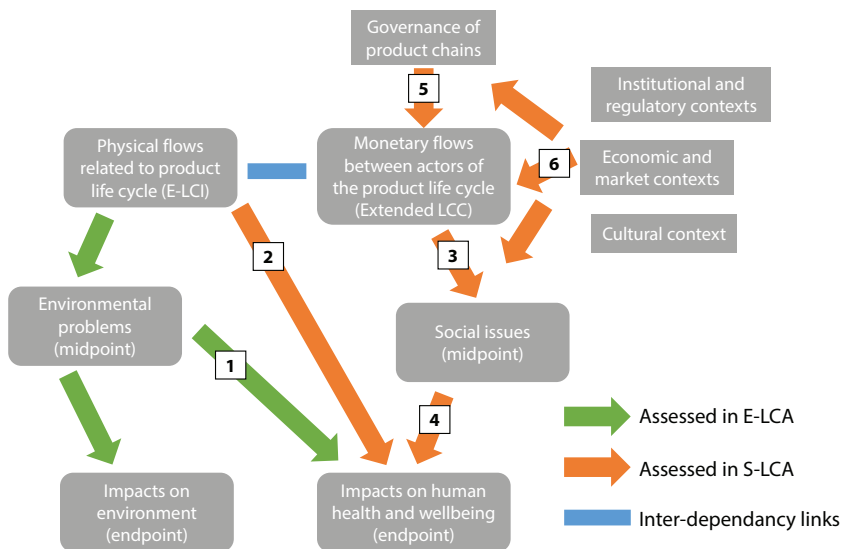 Governance of
product chains
5
Institutional and
regulatory contexts
Physical flows
related to product
life cycle (E-LCI)
Monetary flows
between actors of
the product life cycle
(Extended LCC)
6
Economic and
market contexts
Cultural context
2
3
Environmental
problems
(midpoint)
Social issues
(midpoint)
1
4
Assessed in E-LCA
Assessed in S-LCA
Inter-dependancy links
Impacts on
environment
(endpoint)
Impacts on human
health and wellbeing
(endpoint)